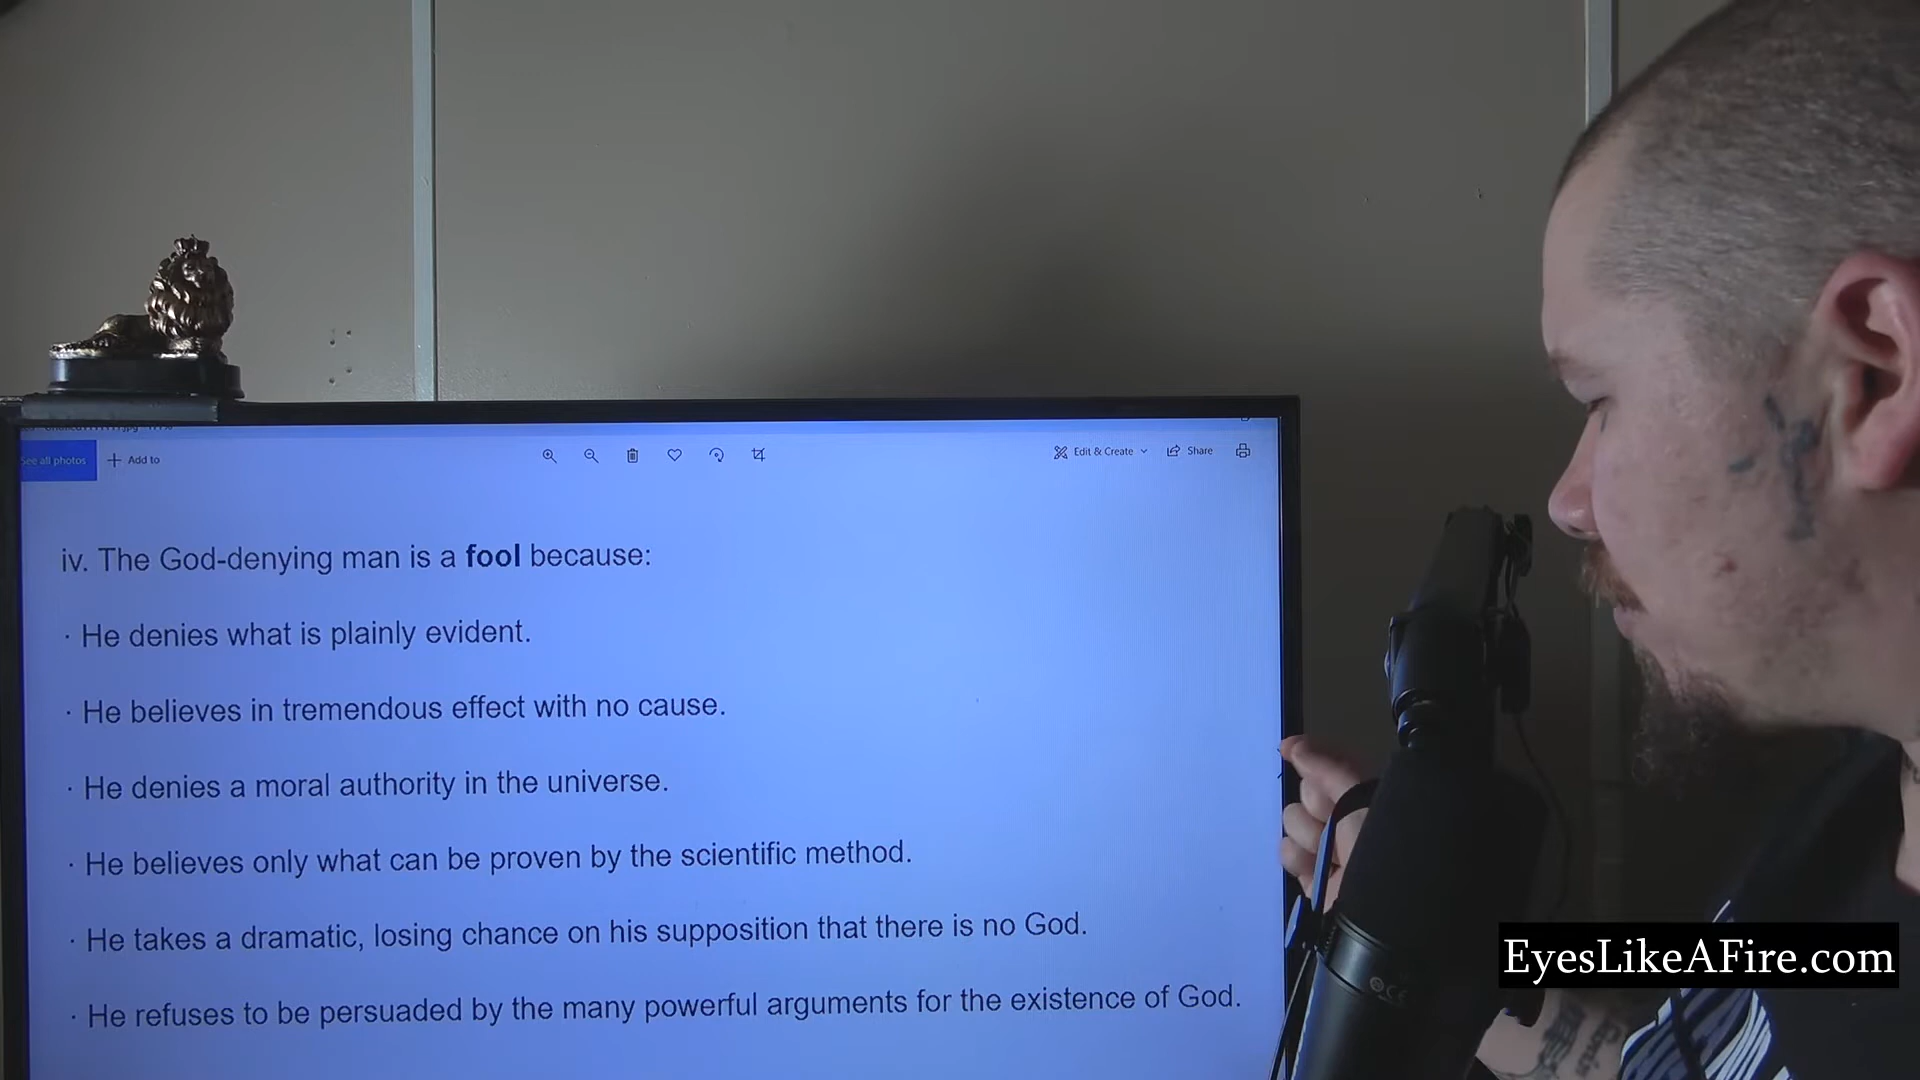 See all photos
Add to
Edit & Create
Share
iv. The God-denying man is a fool because:
· He denies what is plainly evident.
· He believes in tremendous effect with no cause.
· He denies a moral authority in the universe.
· He believes only what can be proven by the scientific method.
· He takes a dramatic, losing chance on his supposition that there is no God.
· He refuses to be persuaded by the many powerful arguments for the existence of God.
EyesLikeAFire.com